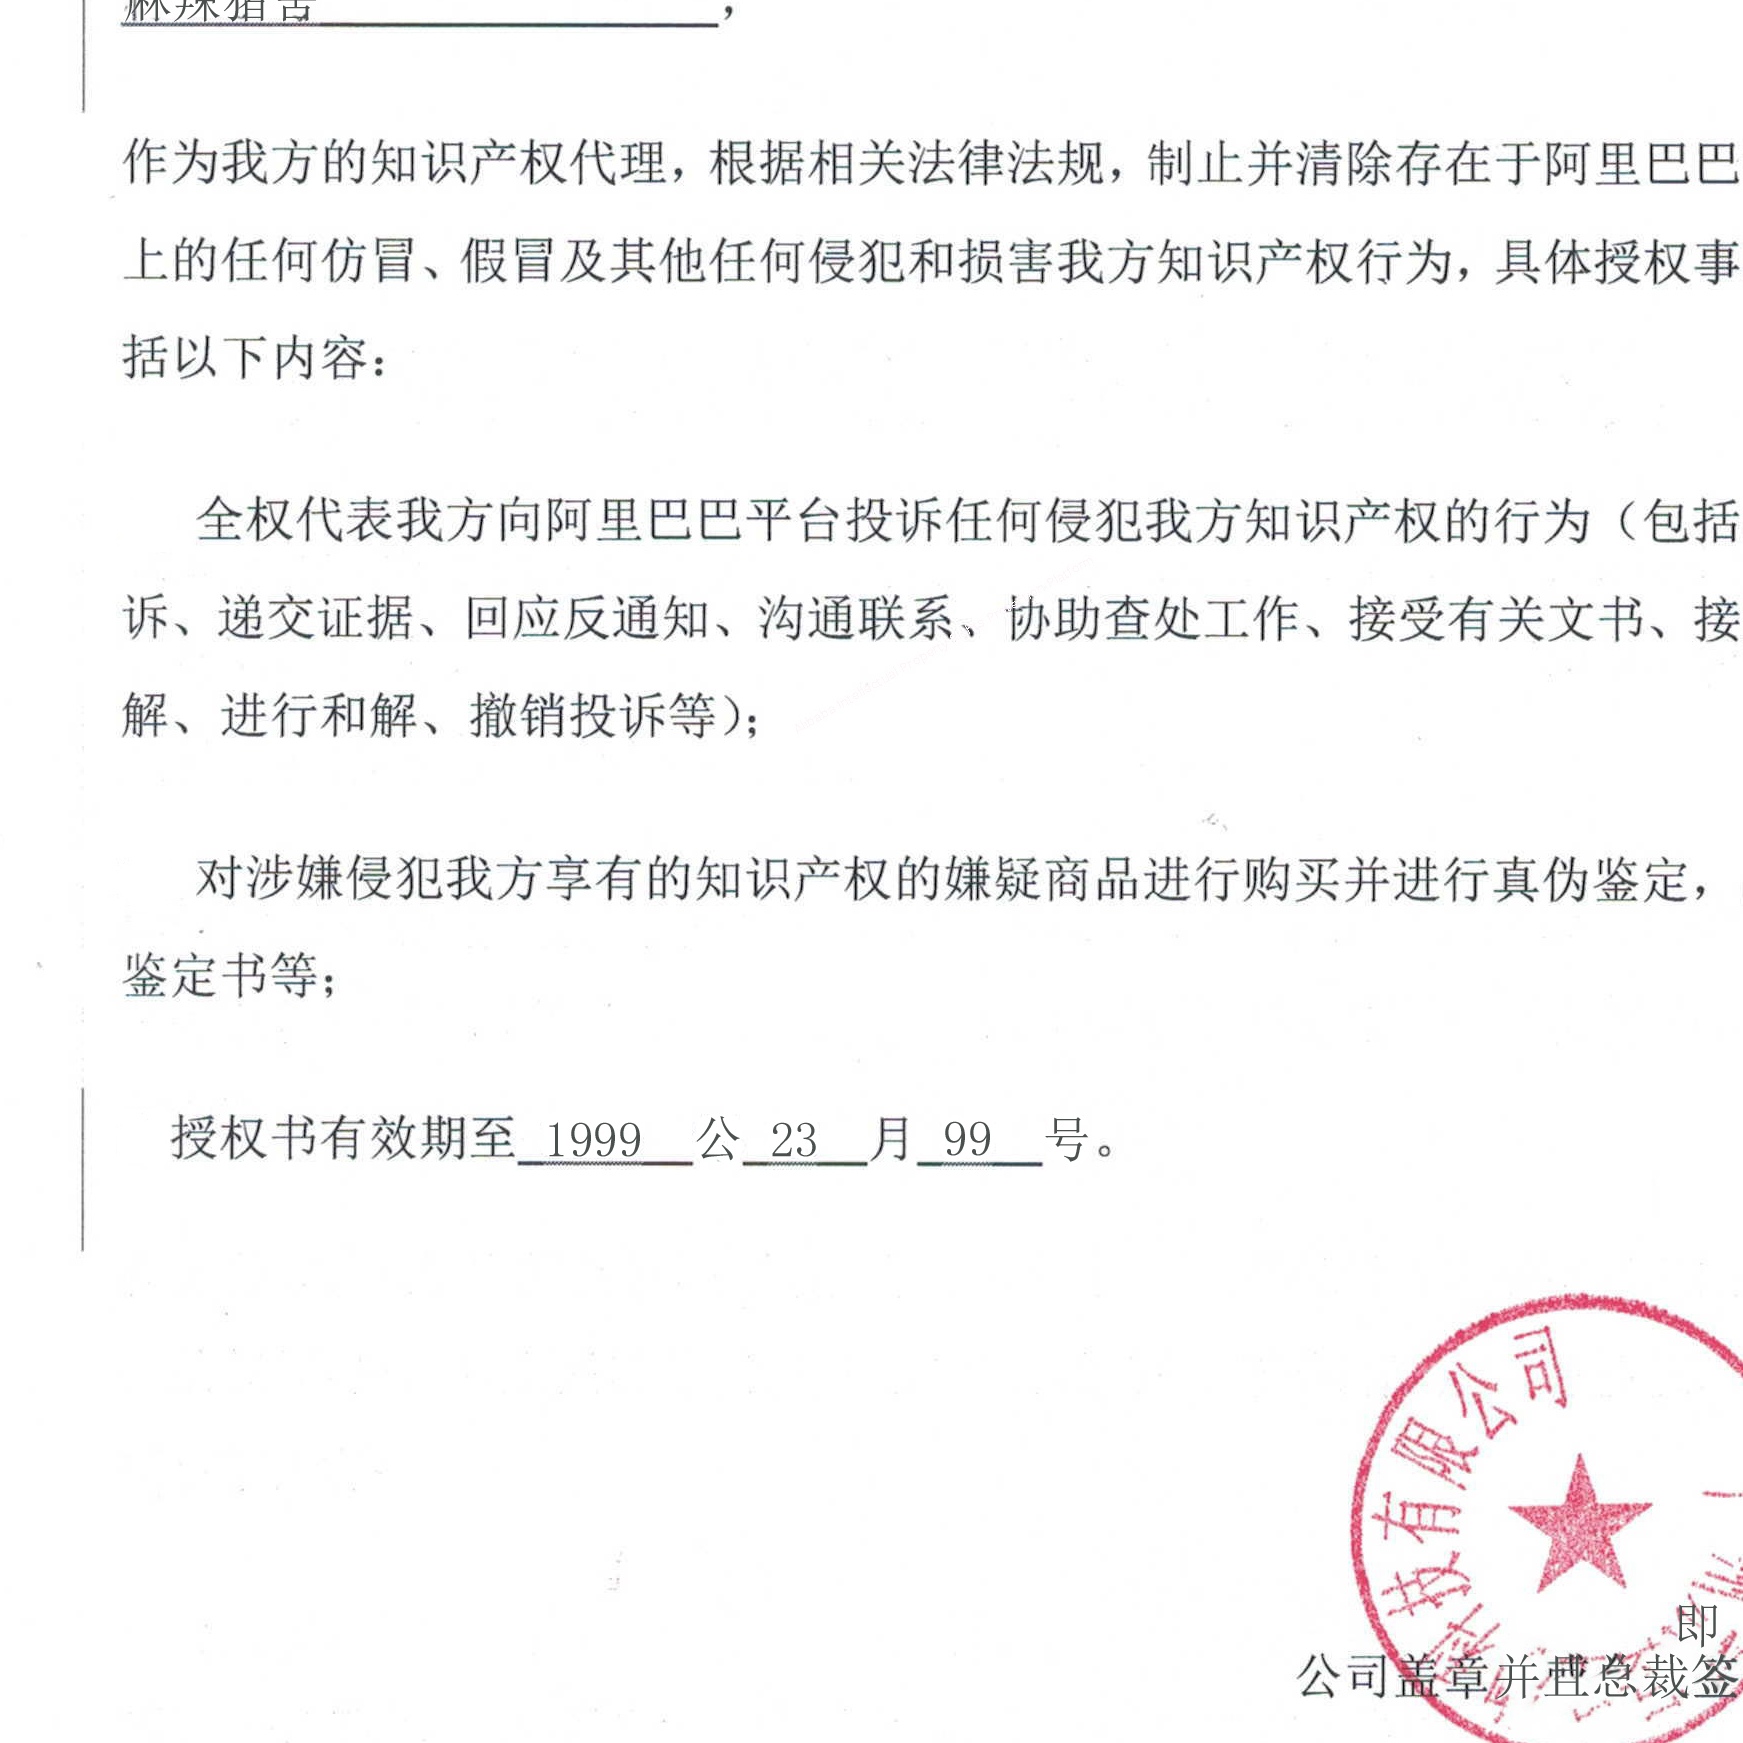 麻辣猪舍，
作为我方的知识产权代理，根据相关法律法规，制止并清除存在于阿里巴巴
上的任何仿冒、假冒及其他任何侵犯和损害我方知识产权行为，具体授权事
括以下内容：
全权代表我方向阿里巴巴平台投诉任何侵犯我方知识产权的行为（包括
诉、递交证据、回应反通知、沟通联系、协助查处工作、接受有关文书、接
解、进行和解、撤销投诉等）；
对涉嫌侵犯我方享有的知识产权的嫌疑商品进行购买并进行真伪鉴定，
鉴定书等；
授权书有效期至 1999 公 23 月 99 号。
科技有限公司
即
公司盖章并且总裁签